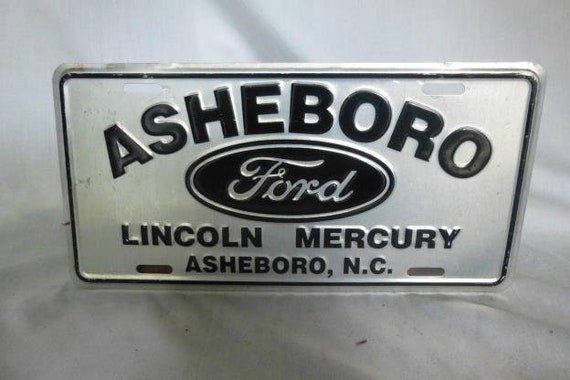 ASHEBORO
Ford
LINCOLN MERCURY
ASHEBORO, N.C.